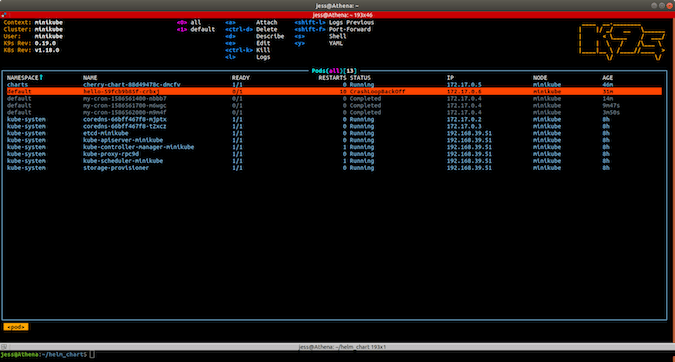 jess@Athena: ~
jess@Athena: ~ 193x46
Context: minikube <0> all <a> Attach <shift-l> Logs Previous
Cluster: minikube <1> default <ctrl-d> Delete <shift-f> Port-Forward
User: minikube <d> Describe <s> Shell
K9s Rev: 0.19.0 <e> Edit <y> YAML
K8s Rev: v1.18.0 <ctrl-k> Kill
<l> Logs
Pods(all)[13]
NAMESPACE↑ NAME READY RESTARTS STATUS IP NODE AGE
charts cherry-chart-88d49478c-dmcfv 1/1 0 Running 172.17.0.5 minikube 46m
default 0/1 10 CrashLoopBackOff 172.17.0.6 minikube 31m
default my-cron-1586561400-nbbb7 0/1 0 Completed 172.17.0.4 minikube 14m
default my-cron-1586561700-mdwgc 0/1 0 Completed 172.17.0.4 minikube 9m47s
default my-cron-1586562000-m9m4f 0/1 0 Completed 172.17.0.4 minikube 3m50s
kube-system coredns-66bff467f8-mjptx 1/1 0 Running 172.17.0.2 minikube 8h
kube-system coredns-66bff467f8-t2xcz 1/1 0 Running 172.17.0.3 minikube 8h
kube-system etcd-minikube 1/1 0 Running 192.168.39.51 minikube 8h
kube-system kube-apiserver-minikube 1/1 0 Running 192.168.39.51 minikube 8h
kube-system kube-controller-manager-minikube 1/1 1 Running 192.168.39.51 minikube 8h
kube-system kube-proxy-rpc9d 1/1 0 Running 192.168.39.51 minikube 8h
kube-system kube-scheduler-minikube 1/1 1 Running 192.168.39.51 minikube 8h
kube-system storage-provisioner 1/1 0 Running 192.168.39.51 minikube 8h
<pod>
jess@Athena: ~/helm_chart 193x1
jess@Athena:~/helm_chart$